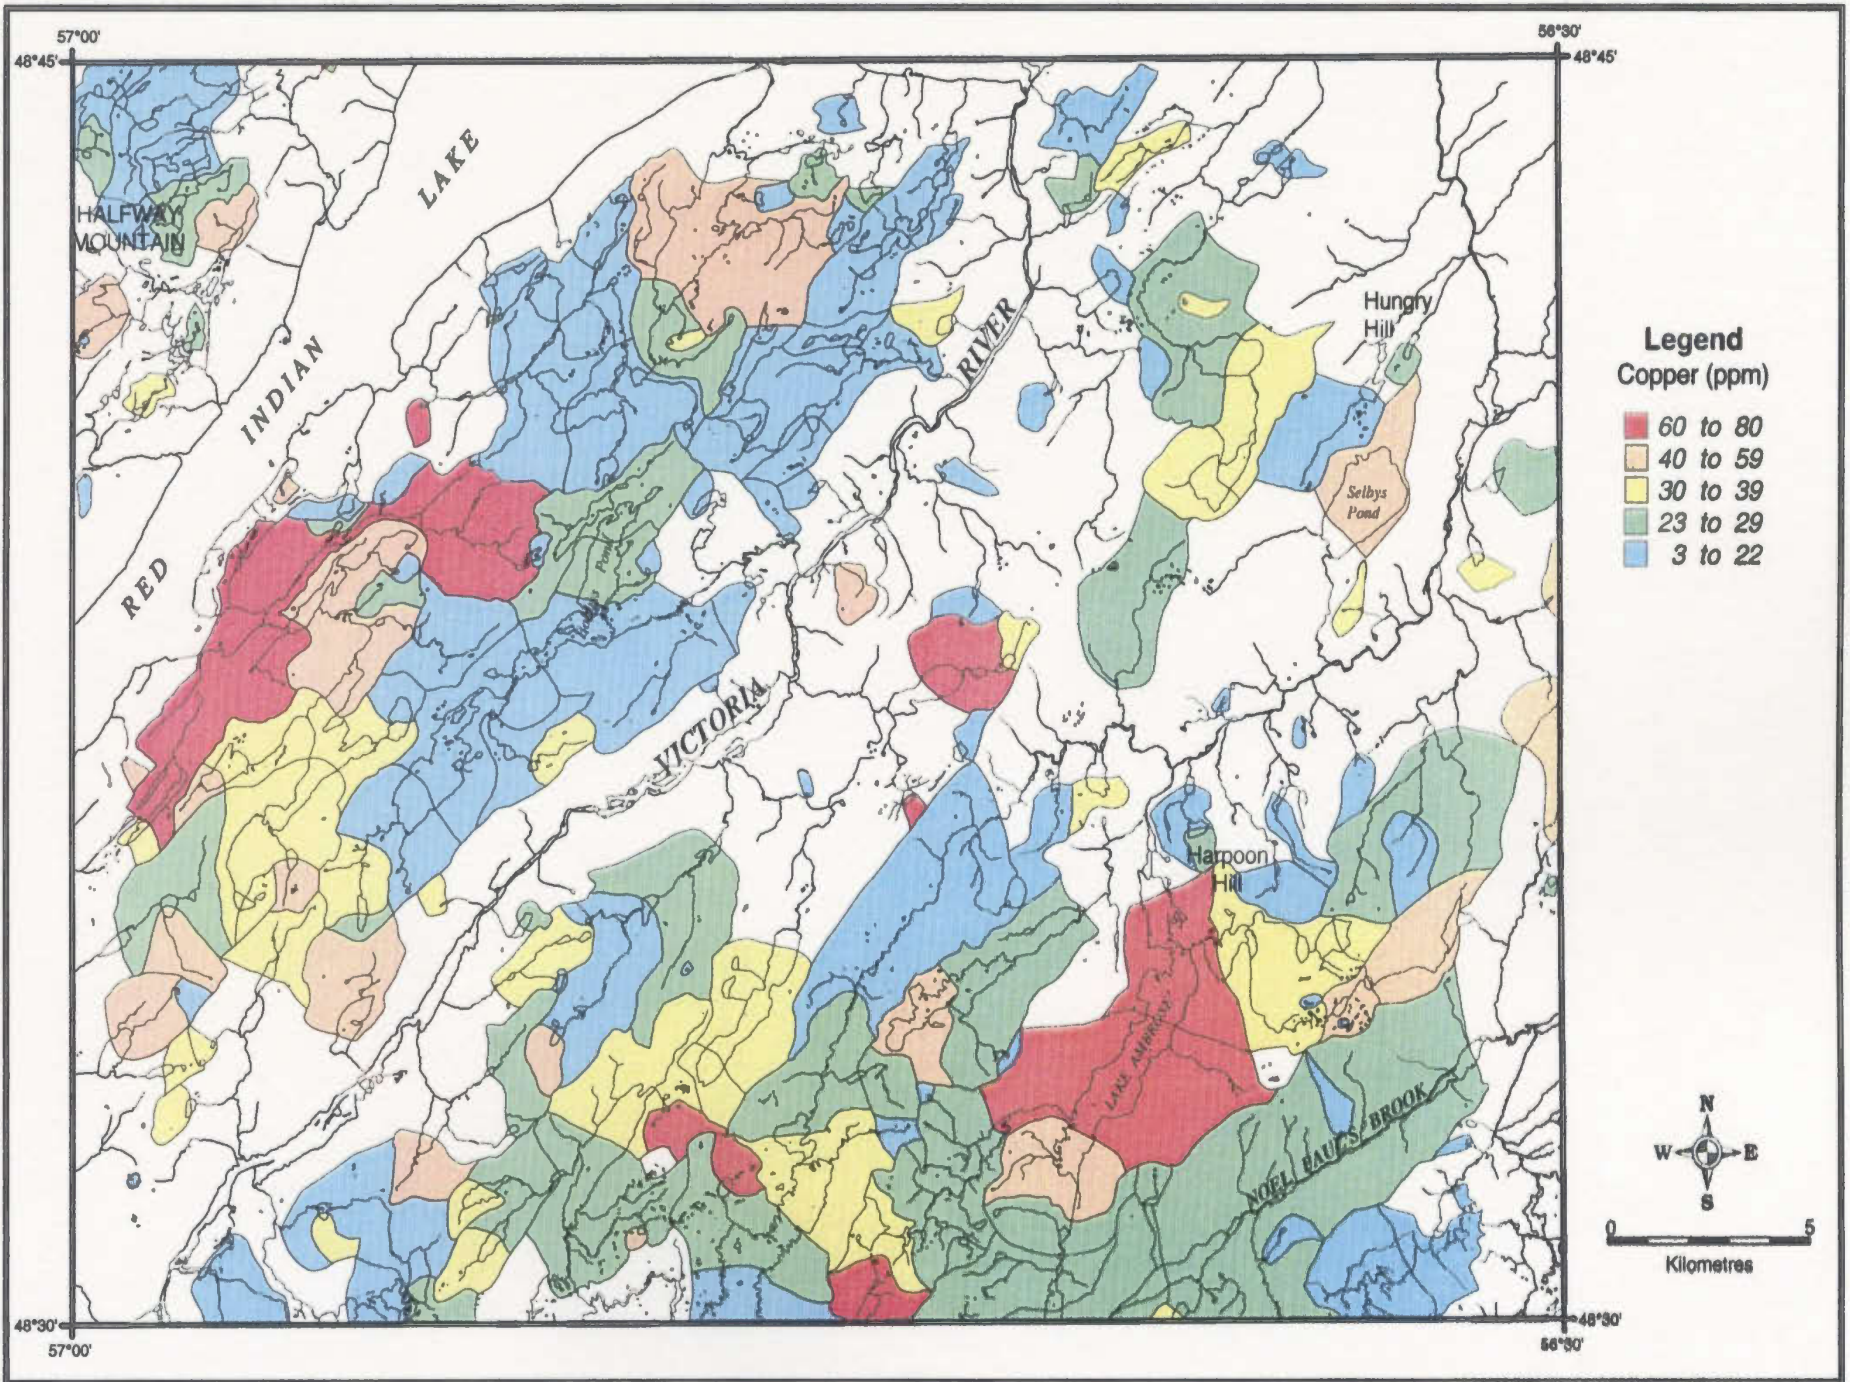 57°00'
56°30'
48°45'
48°45'
LAKE
HALFWAY
MOUNTAIN
INDIAN
RED
RIVER
VICTORIA
Hungry
Hill
Selbys
Pond
Pond
Harpoon
Hill
LAKE AMBROSE
NOEL PAUL'S BROOK
48°30'
48°30'
57°00'
56°30'
Legend
Copper (ppm)
60 to 80
40 to 59
30 to 39
23 to 29
3 to 22
N
W
E
S
0
5
Kilometres